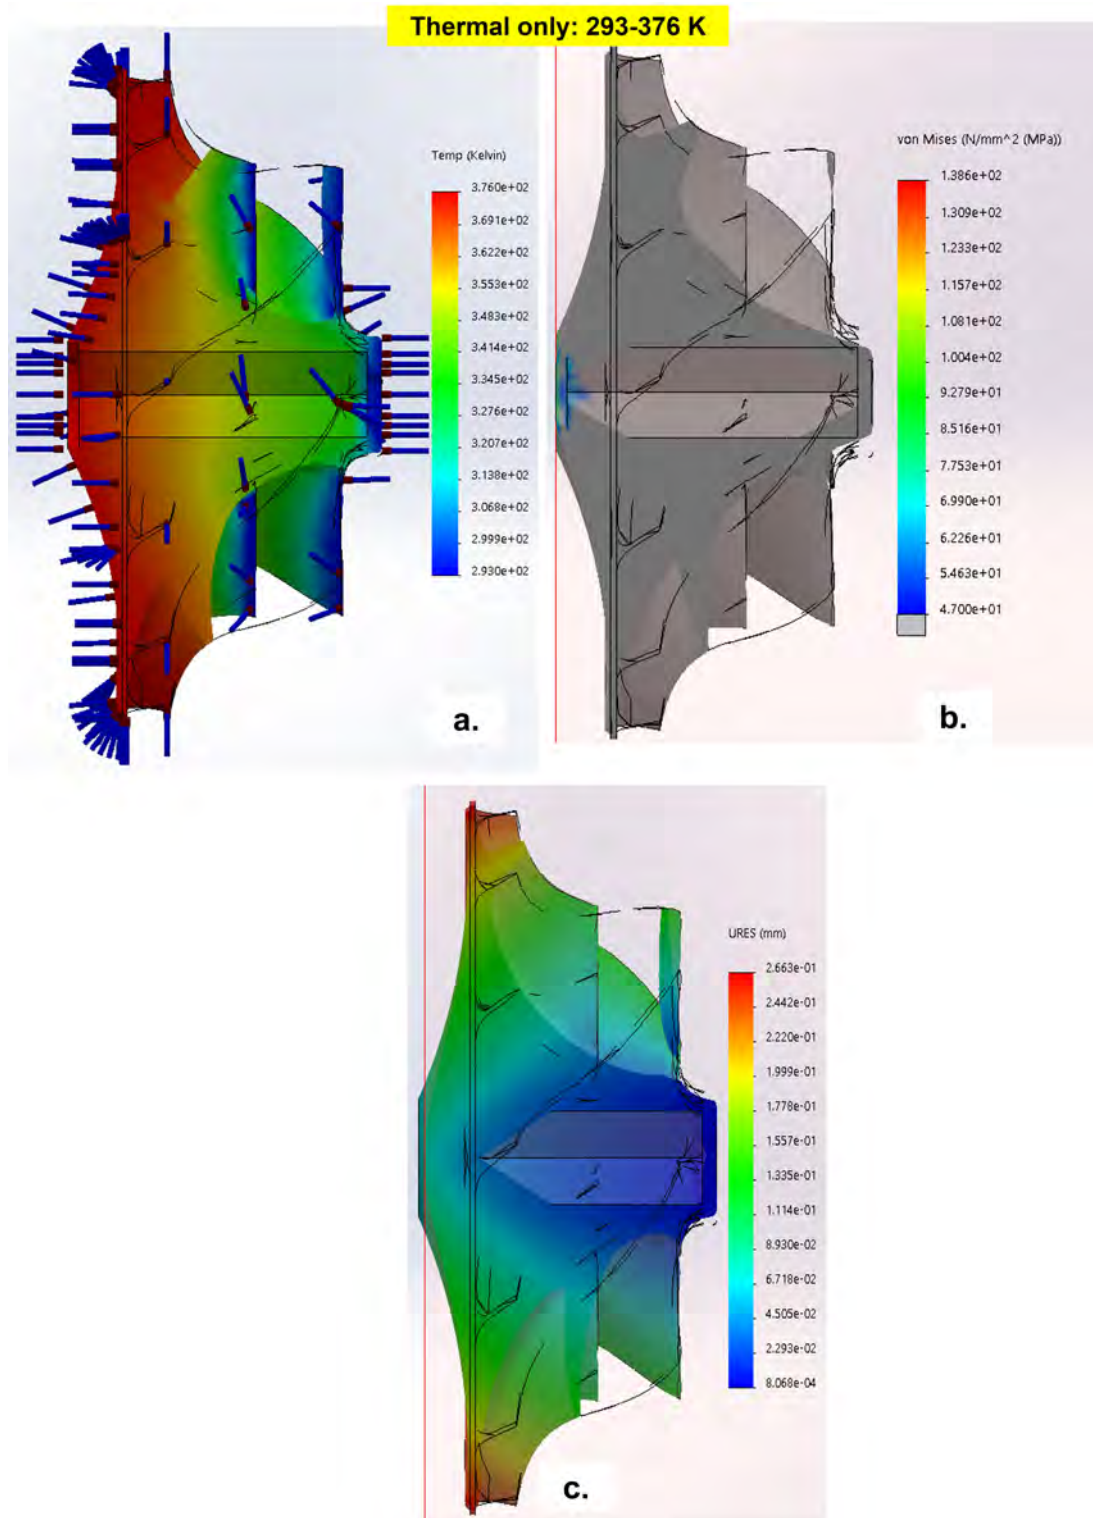 Thermal only: 293-376 K
Temp (Kelvin)
3.760e+02
3.691e+02
3.622e+02
3.553e+02
3.483e+02
3.414e+02
3.345e+02
3.276e+02
3.207e+02
3.138e+02
3.068e+02
2.999e+02
2.930e+02
a.
von Mises (N/mm^2 (MPa))
1.386e+02
1.309e+02
1.233e+02
1.157e+02
1.081e+02
1.004e+02
9.279e+01
8.516e+01
7.753e+01
6.990e+01
6.226e+01
5.463e+01
4.700e+01
b.
URES (mm)
2.663e-01
2.442e-01
2.220e-01
1.999e-01
1.778e-01
1.557e-01
1.335e-01
1.114e-01
8.930e-02
6.718e-02
4.505e-02
2.293e-02
8.068e-04
c.